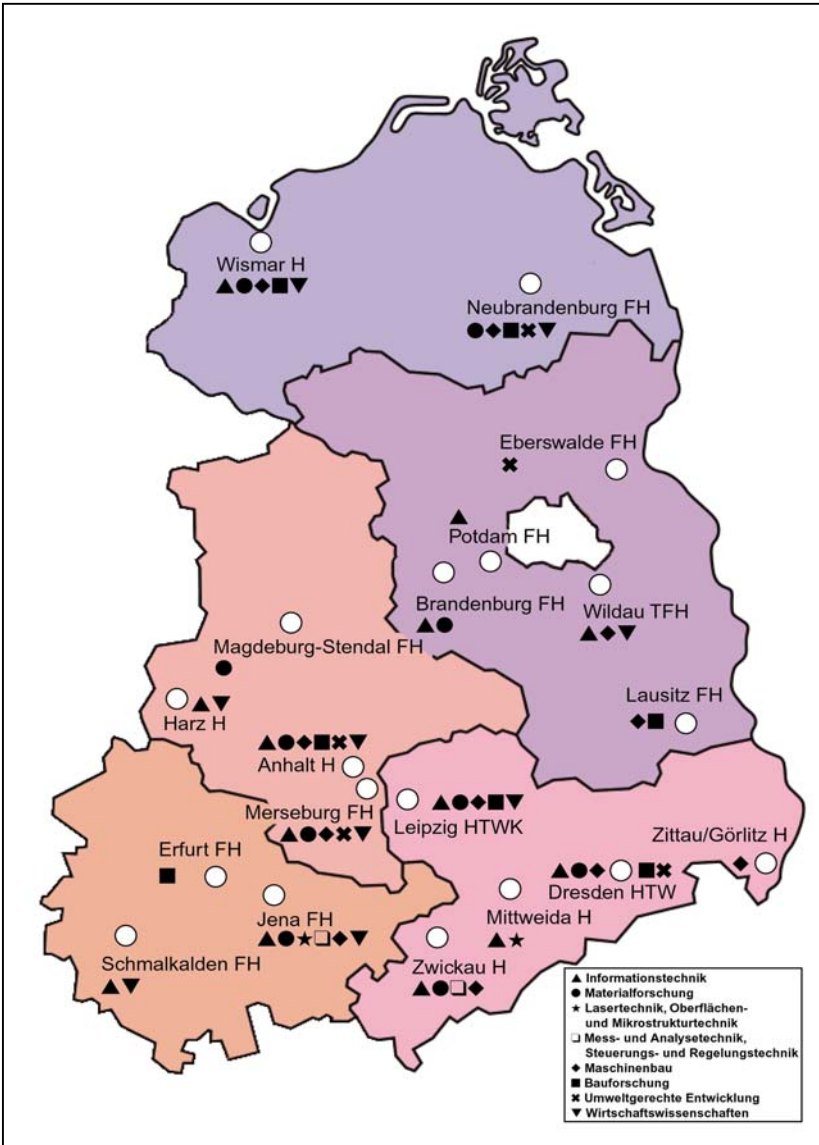 Wismar H
▲●◆■▼
Neubrandenburg FH
●◆■✖▼
Eberswalde FH
✖
▲
Potdam FH
Brandenburg FH
▲●
Wildau TFH
▲◆▼
Magdeburg-Stendal FH
●
Lausitz FH
◆■
Harz H
▲▼
▲●◆■✖▼
Anhalt H
Merseburg FH
▲●◆✖▼
▲●◆■▼
Leipzig HTWK
Zittau/Görlitz H
◆
Erfurt FH
■
▲●◆ ■✖
Dresden HTW
Jena FH
▲●★❑◆▼
Mittweida H
▲★
Schmalkalden FH
▲▼
Zwickau H
▲●❑◆
▲ Informationstechnik
● Materialforschung
★ Lasertechnik, Oberflächen-
und Mikrostrukturtechnik
❑ Mess- und Analysetechnik,
Steuerungs- und Regelungstechnik
◆ Maschinenbau
■ Bauforschung
✖ Umweltgerechte Entwicklung
▼ Wirtschaftswissenschaften